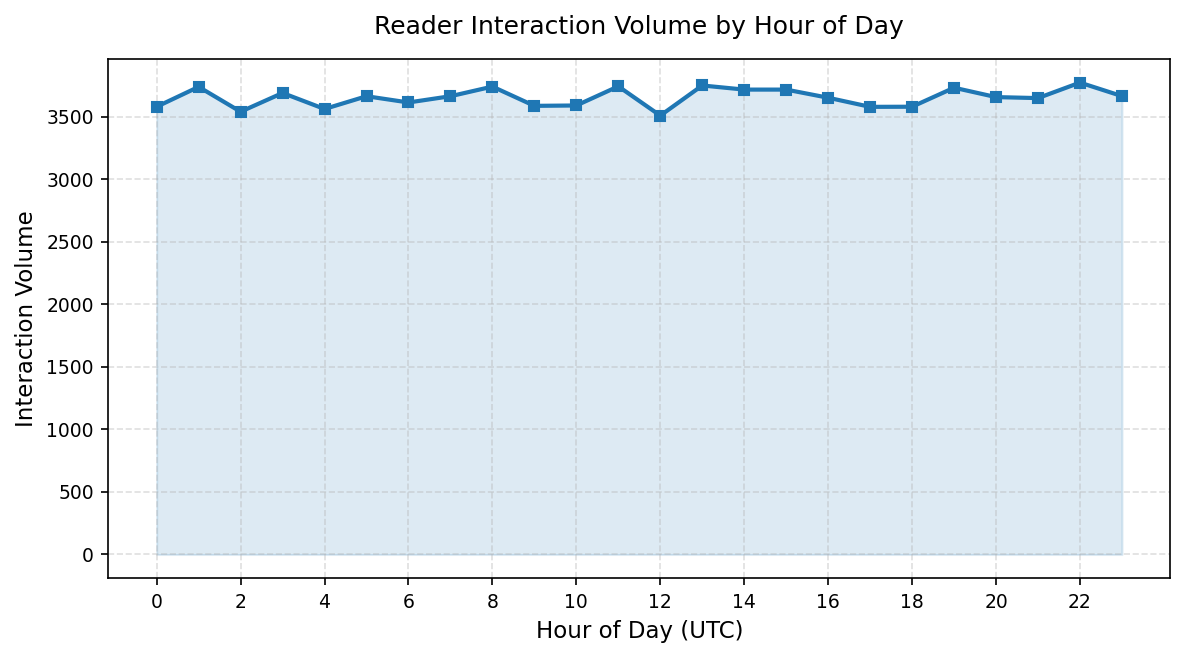 Reader Interaction Volume by Hour of Day
Interaction Volume
3500
3000
2500
2000
1500
1000
500
0
0 2 4 6 8 10 12 14 16 18 20 22
Hour of Day (UTC)